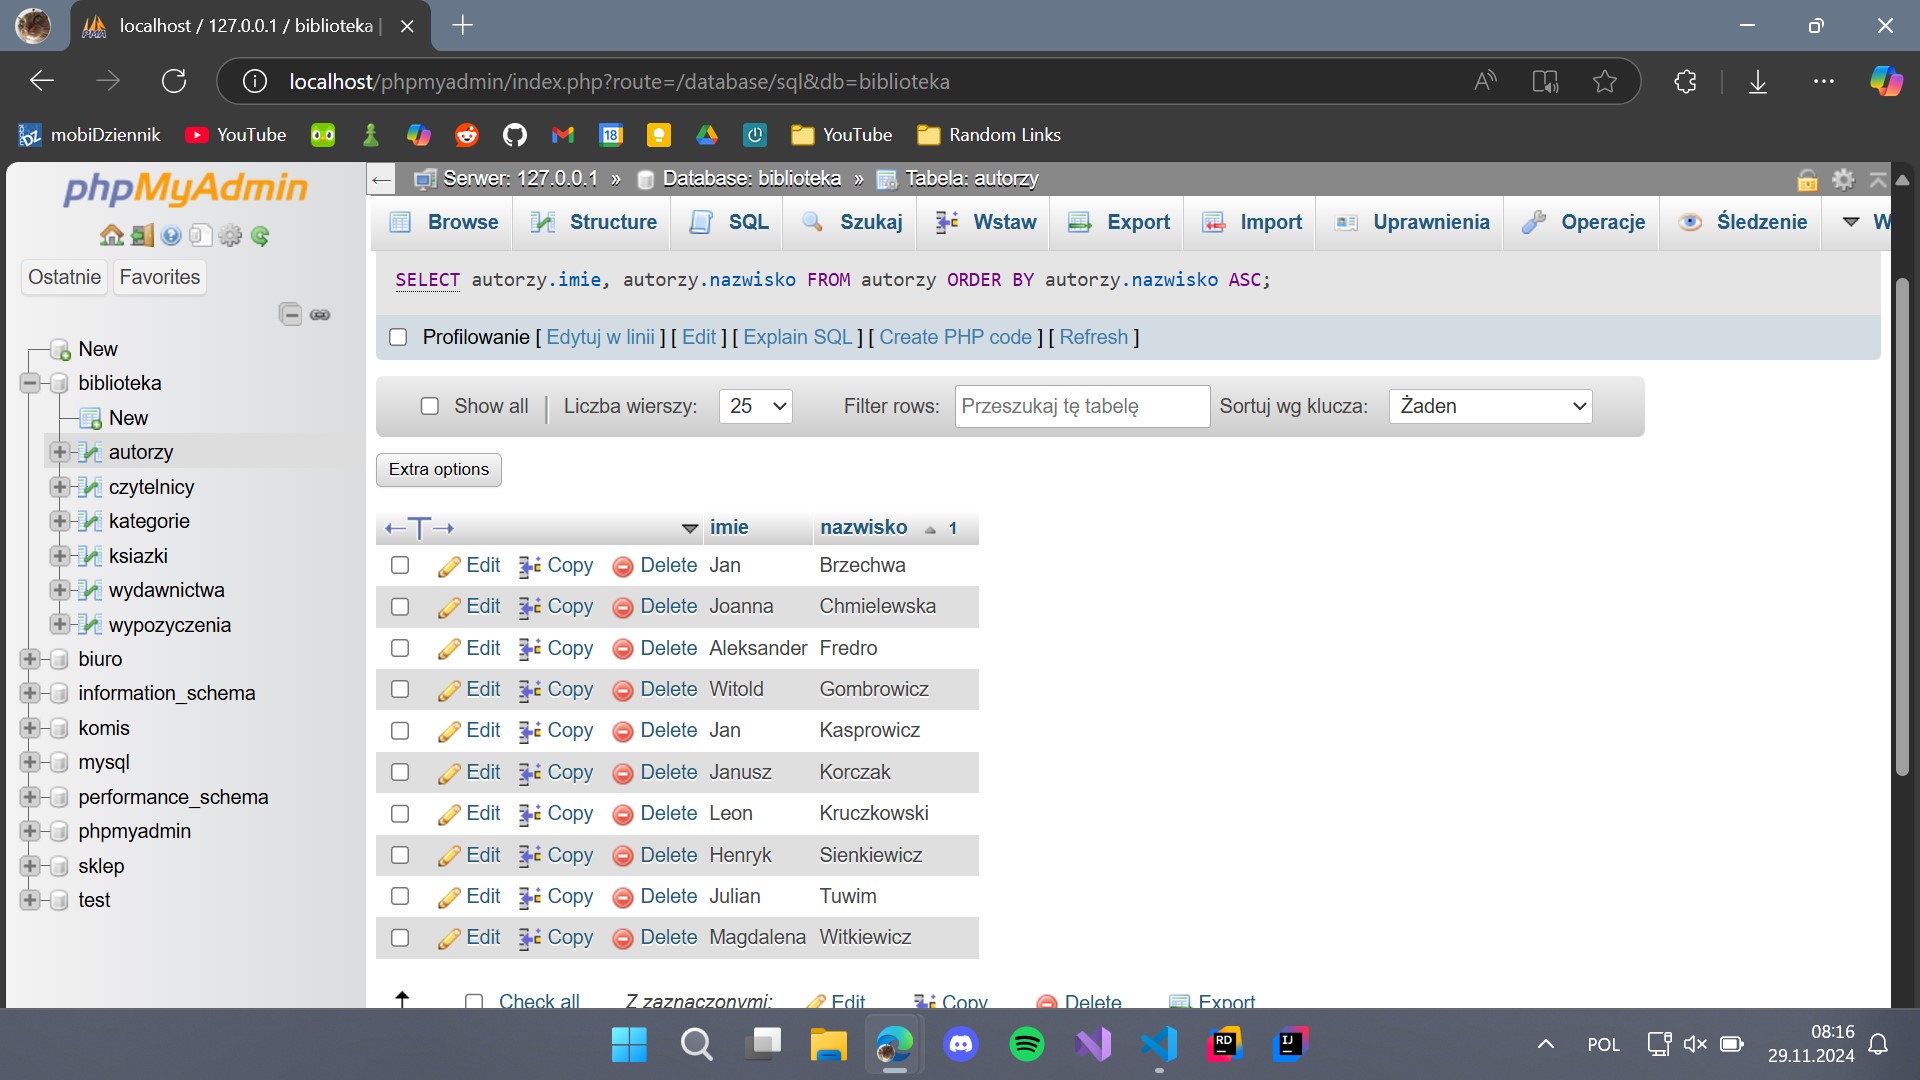 localhost / 127.0.0.1 / biblioteka |
localhost/phpmyadmin/index.php?route=/database/sql&db=biblioteka
mobiDziennik YouTube YouTube Random Links
phpMyAdmin
Ostatnie Favorites
New
biblioteka
New
autorzy
czytelnicy
kategorie
ksiazki
wydawnictwa
wypozyczenia
biuro
information_schema
komis
mysql
performance_schema
phpmyadmin
sklep
test
Serwer: 127.0.0.1 » Database: biblioteka » Tabela: autorzy
Browse Structure SQL Szukaj Wstaw Export Import Uprawnienia Operacje Śledzenie W
SELECT autorzy.imie, autorzy.nazwisko FROM autorzy ORDER BY autorzy.nazwisko ASC;
Profilowanie [ Edytuj w linii ] [ Edit ] [ Explain SQL ] [ Create PHP code ] [ Refresh ]
Show all | Liczba wierszy: 25 Filter rows: Przeszukaj tę tabelę Sortuj wg klucza: Żaden
Extra options
imie nazwisko 1
Edit Copy Delete Jan Brzechwa
Edit Copy Delete Joanna Chmielewska
Edit Copy Delete Aleksander Fredro
Edit Copy Delete Witold Gombrowicz
Edit Copy Delete Jan Kasprowicz
Edit Copy Delete Janusz Korczak
Edit Copy Delete Leon Kruczkowski
Edit Copy Delete Henryk Sienkiewicz
Edit Copy Delete Julian Tuwim
Edit Copy Delete Magdalena Witkiewicz
Check all Z zaznaczonymi: Edit Copy Delete Export
POL 08:16
29.11.2024